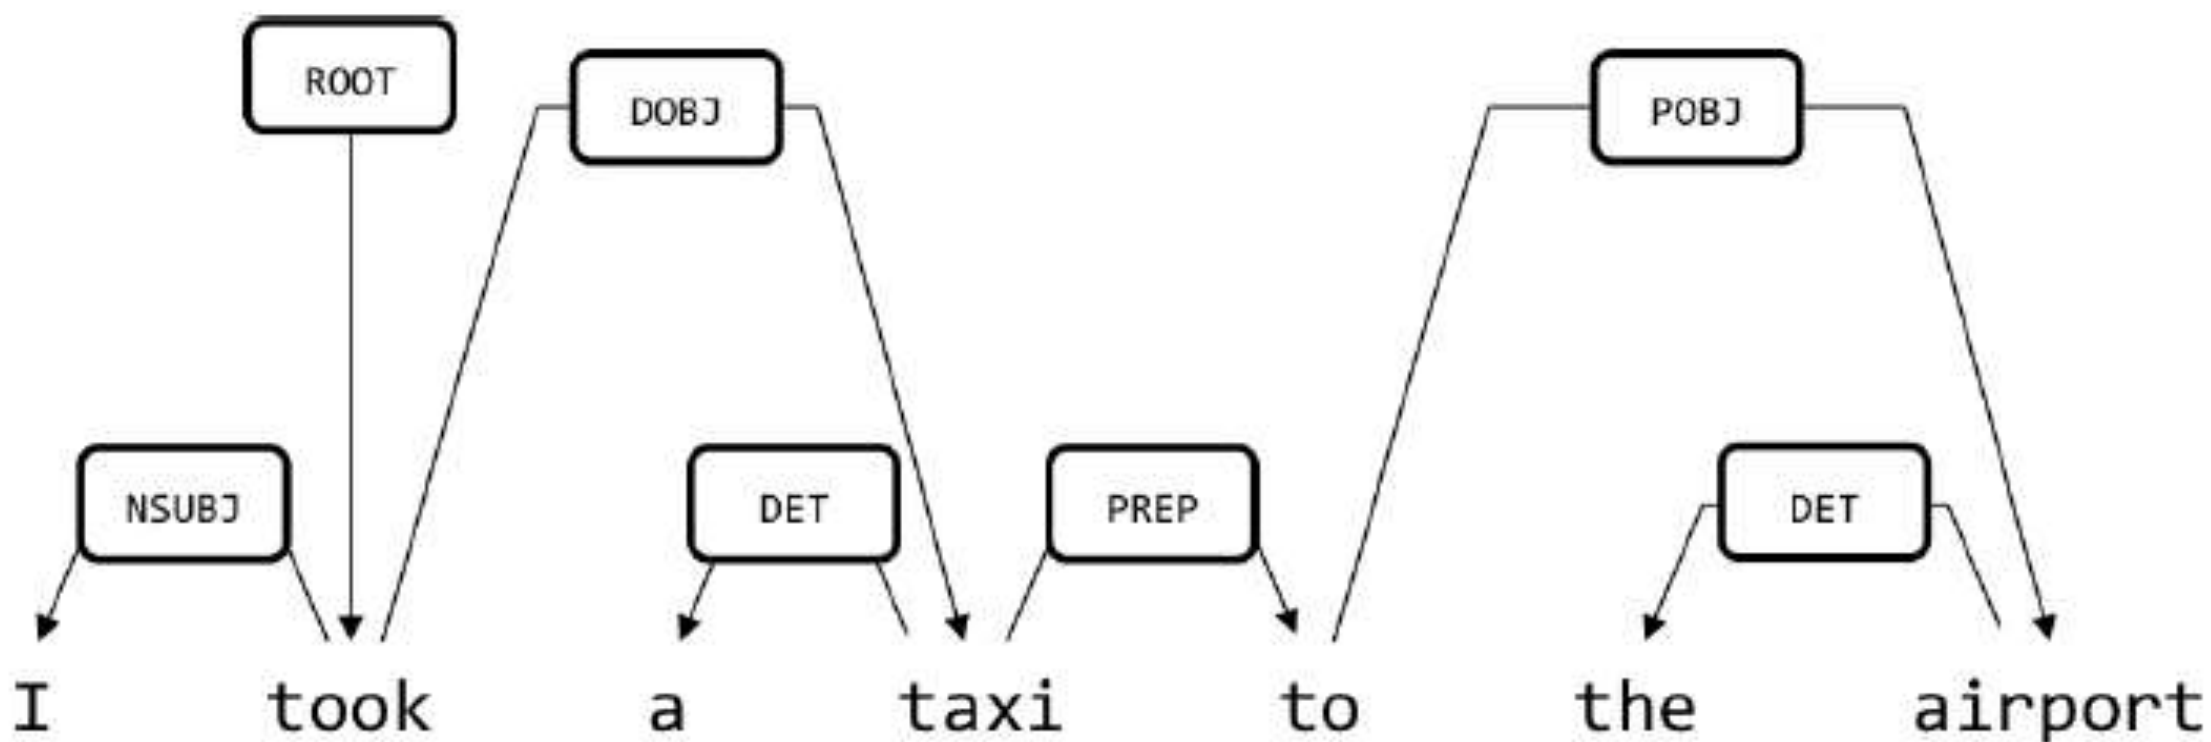 ROOT
DOBJ POBJ
NSUBJ DET PREP DET
I took a taxi to the airport